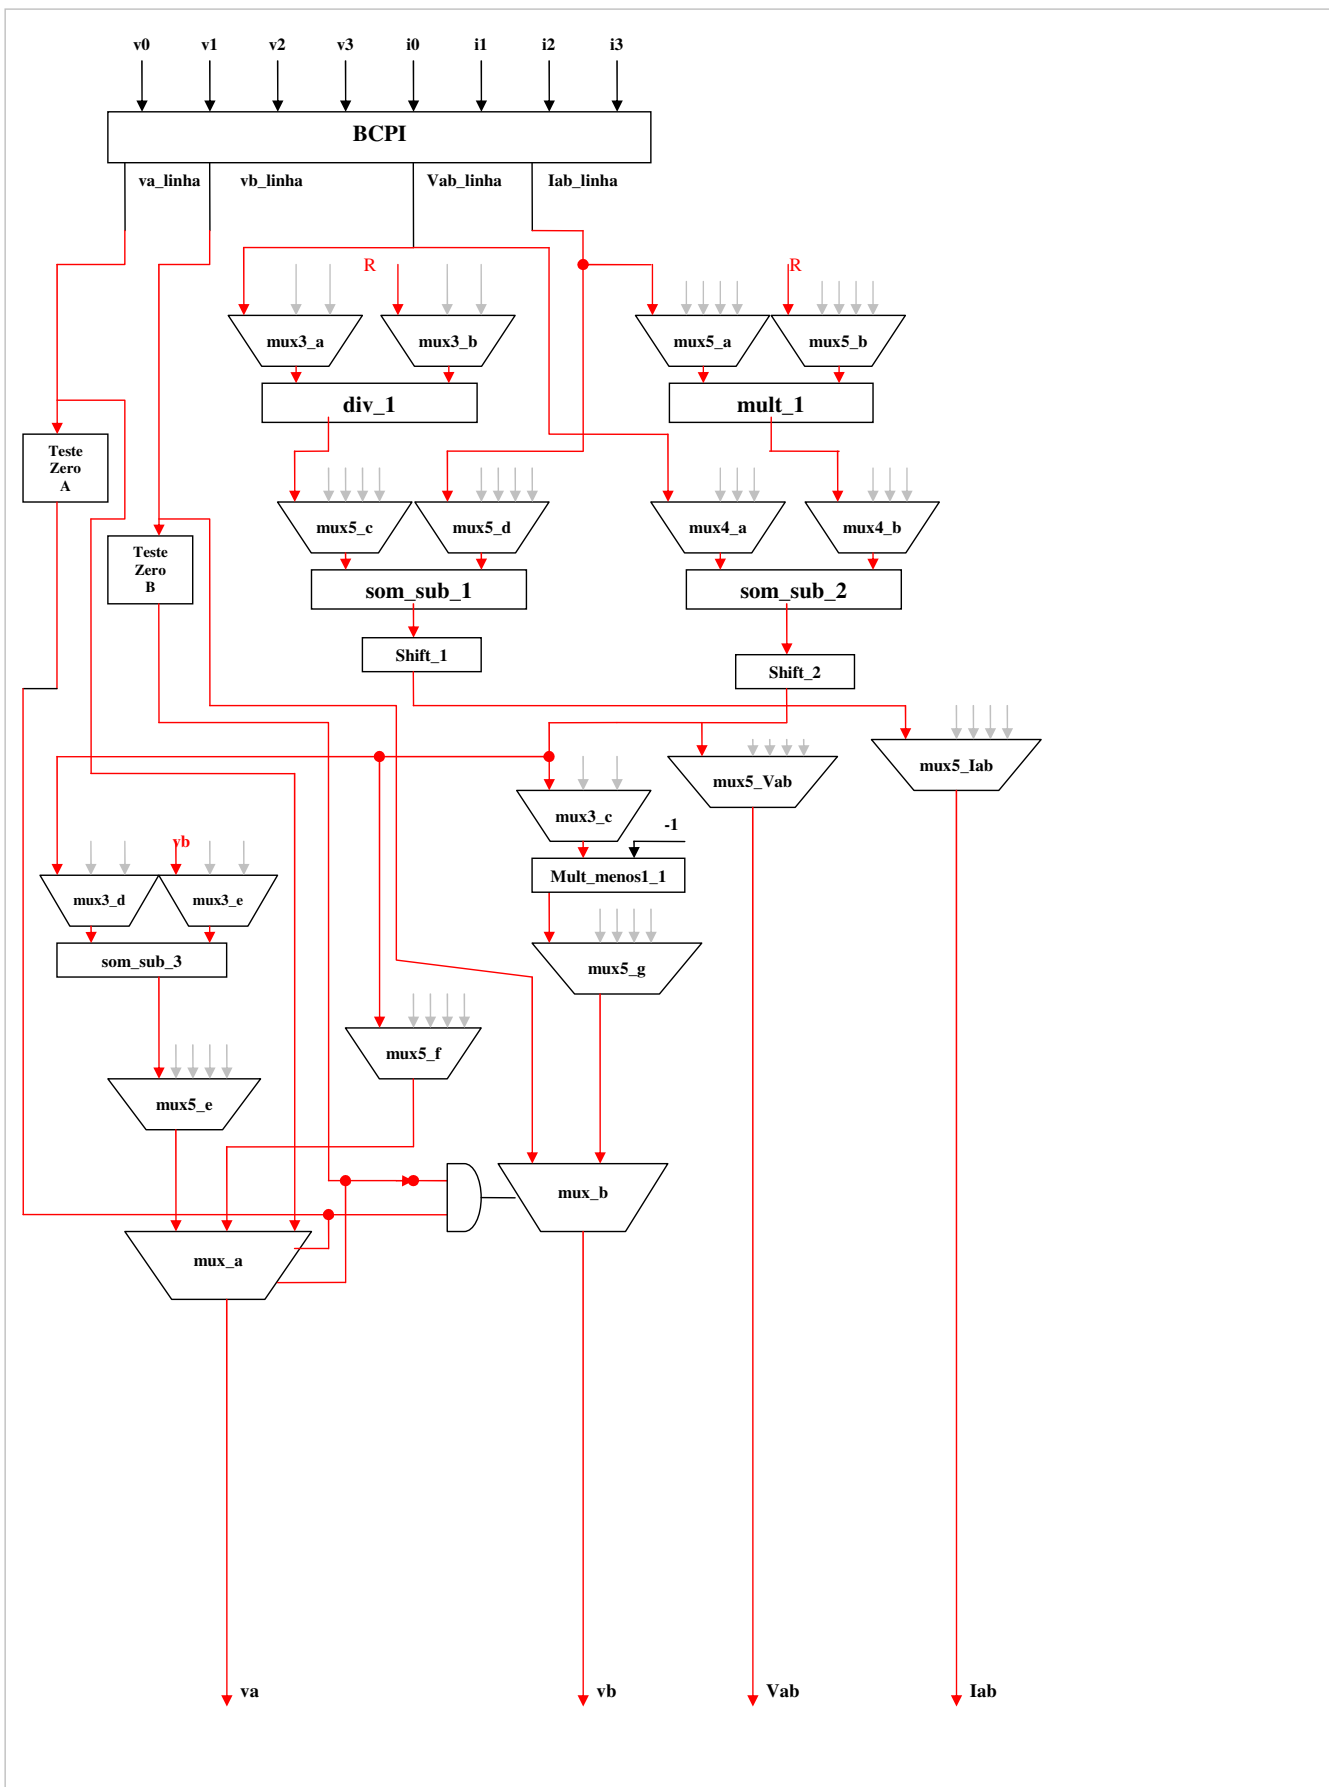 v0 v1 v2 v3 i0 i1 i2 i3
BCPI
va_linha vb_linha Vab_linha Iab_linha
R R
mux3_a mux3_b mux5_a mux5_b
div_1 mult_1
Teste
Zero
A
mux5_c mux5_d mux4_a mux4_b
Teste
Zero
B
som_sub_1 som_sub_2
Shift_1
Shift_2
mux5_Iab
mux5_Vab
mux3_c
-1
vb
Mult_menos1_1
mux3_d mux3_e
som_sub_3
mux5_g
mux5_f
mux5_e
mux_b
mux_a
va vb Vab Iab